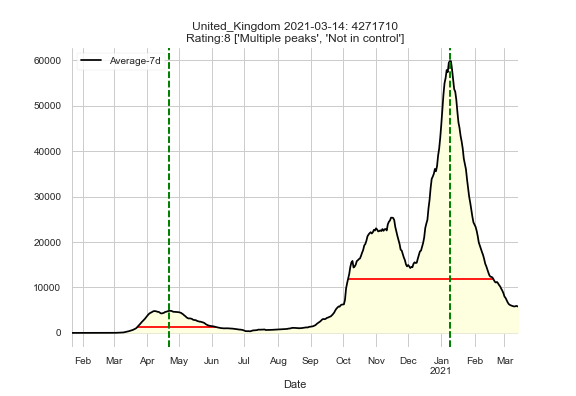 United_Kingdom 2021-03-14: 4271710
Rating:8 ['Multiple peaks', 'Not in control']
Average-7d
60000
50000
40000
30000
20000
10000
0
Feb Mar Apr May Jun Jul Aug Sep Oct Nov Dec Jan Feb Mar
2021
Date